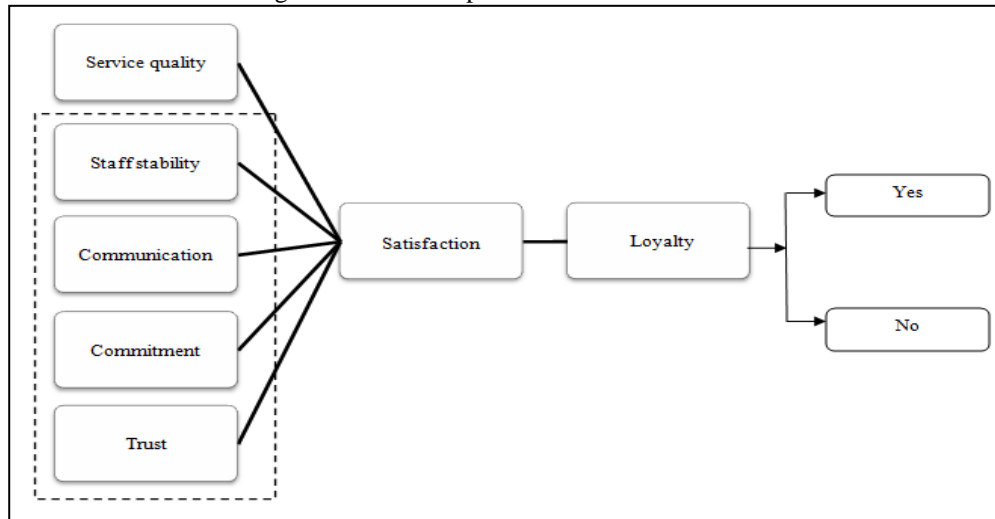 Service quality
Staff stability
Communication
Commitment
Trust
Satisfaction
Loyalty
Yes
No